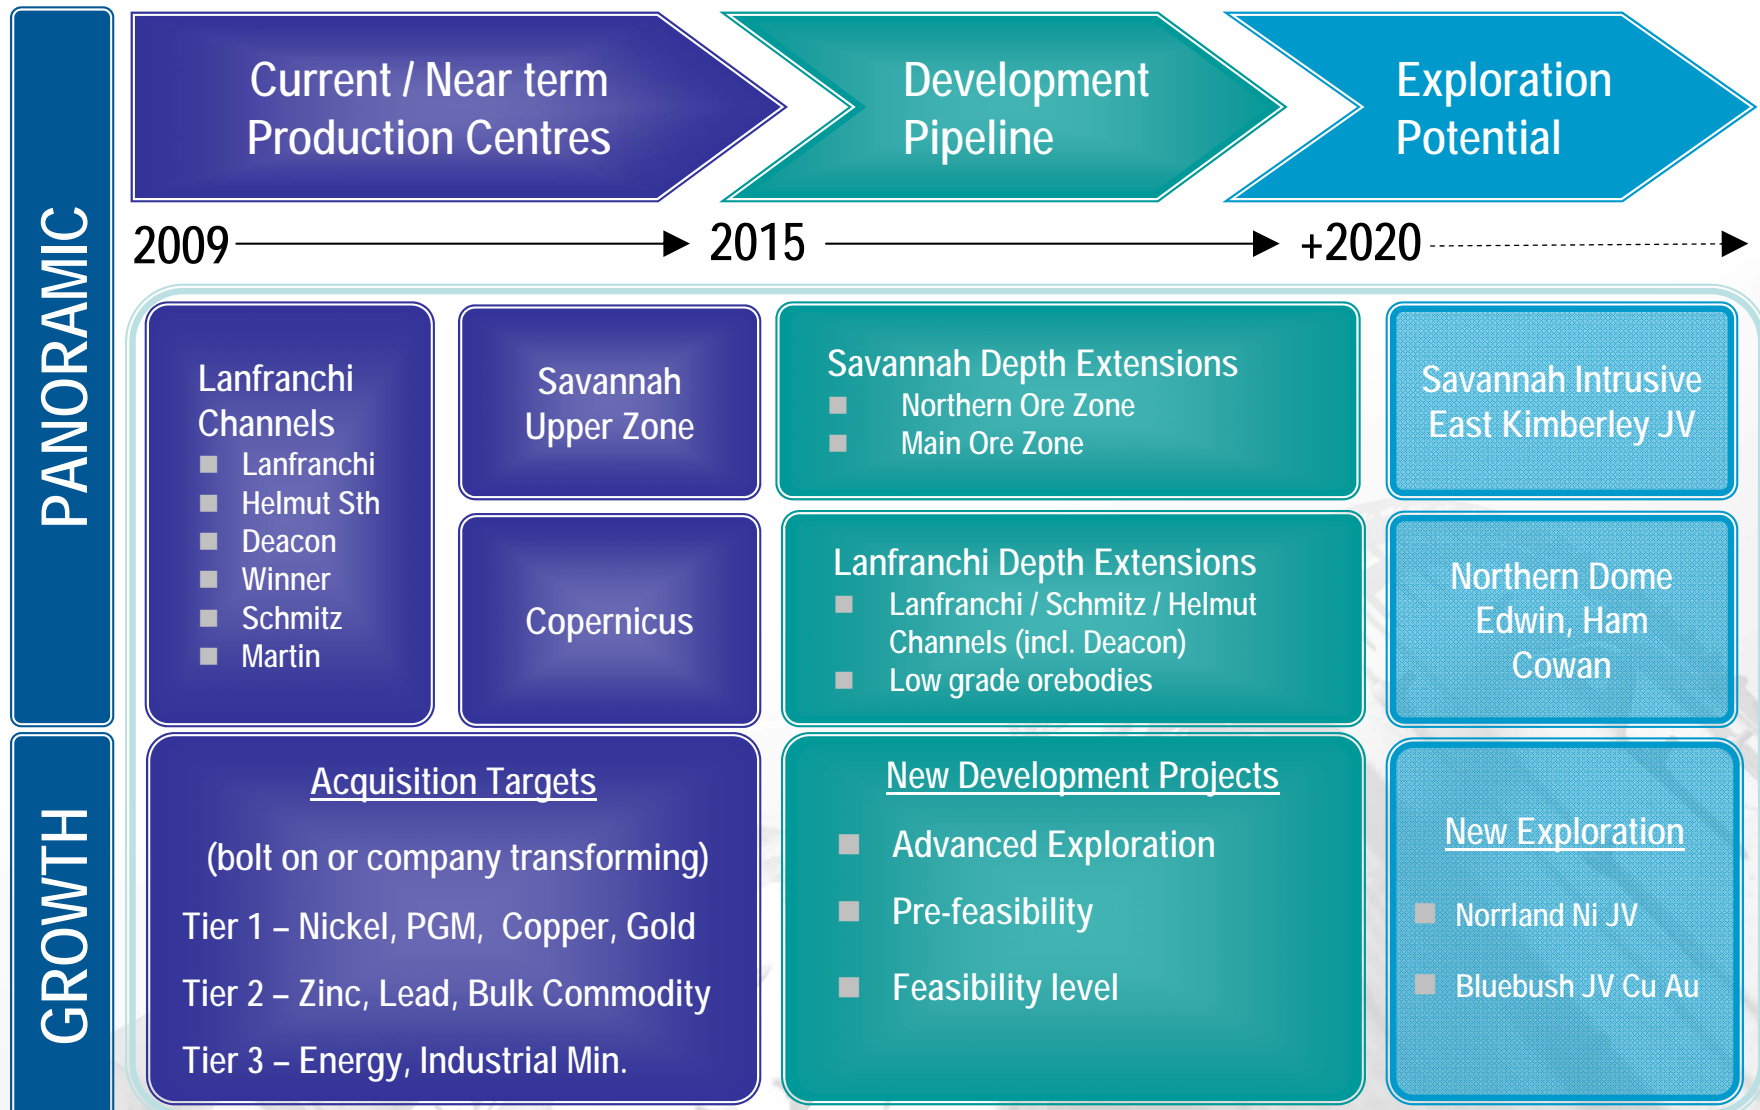 PANORAMIC
Current / Near term
Production Centres
Development
Pipeline
Exploration
Potential
2009
2015
+2020
Lanfranchi
Channels
Lanfranchi
Helmut Sth
Deacon
Winner
Schmitz
Martin
Savannah
Upper Zone
Copernicus
Savannah Depth Extensions
Northern Ore Zone
Main Ore Zone
Lanfranchi Depth Extensions
Lanfranchi / Schmitz / Helmut
Channels (incl. Deacon)
Low grade orebodies
Savannah Intrusive
East Kimberley JV
Northern Dome
Edwin, Ham
Cowan
GROWTH
Acquisition Targets
(bolt on or company transforming)
Tier 1 – Nickel, PGM, Copper, Gold
Tier 2 – Zinc, Lead, Bulk Commodity
Tier 3 – Energy, Industrial Min.
New Development Projects
Advanced Exploration
Pre-feasibility
Feasibility level
New Exploration
Norrland Ni JV
Bluebush JV Cu Au